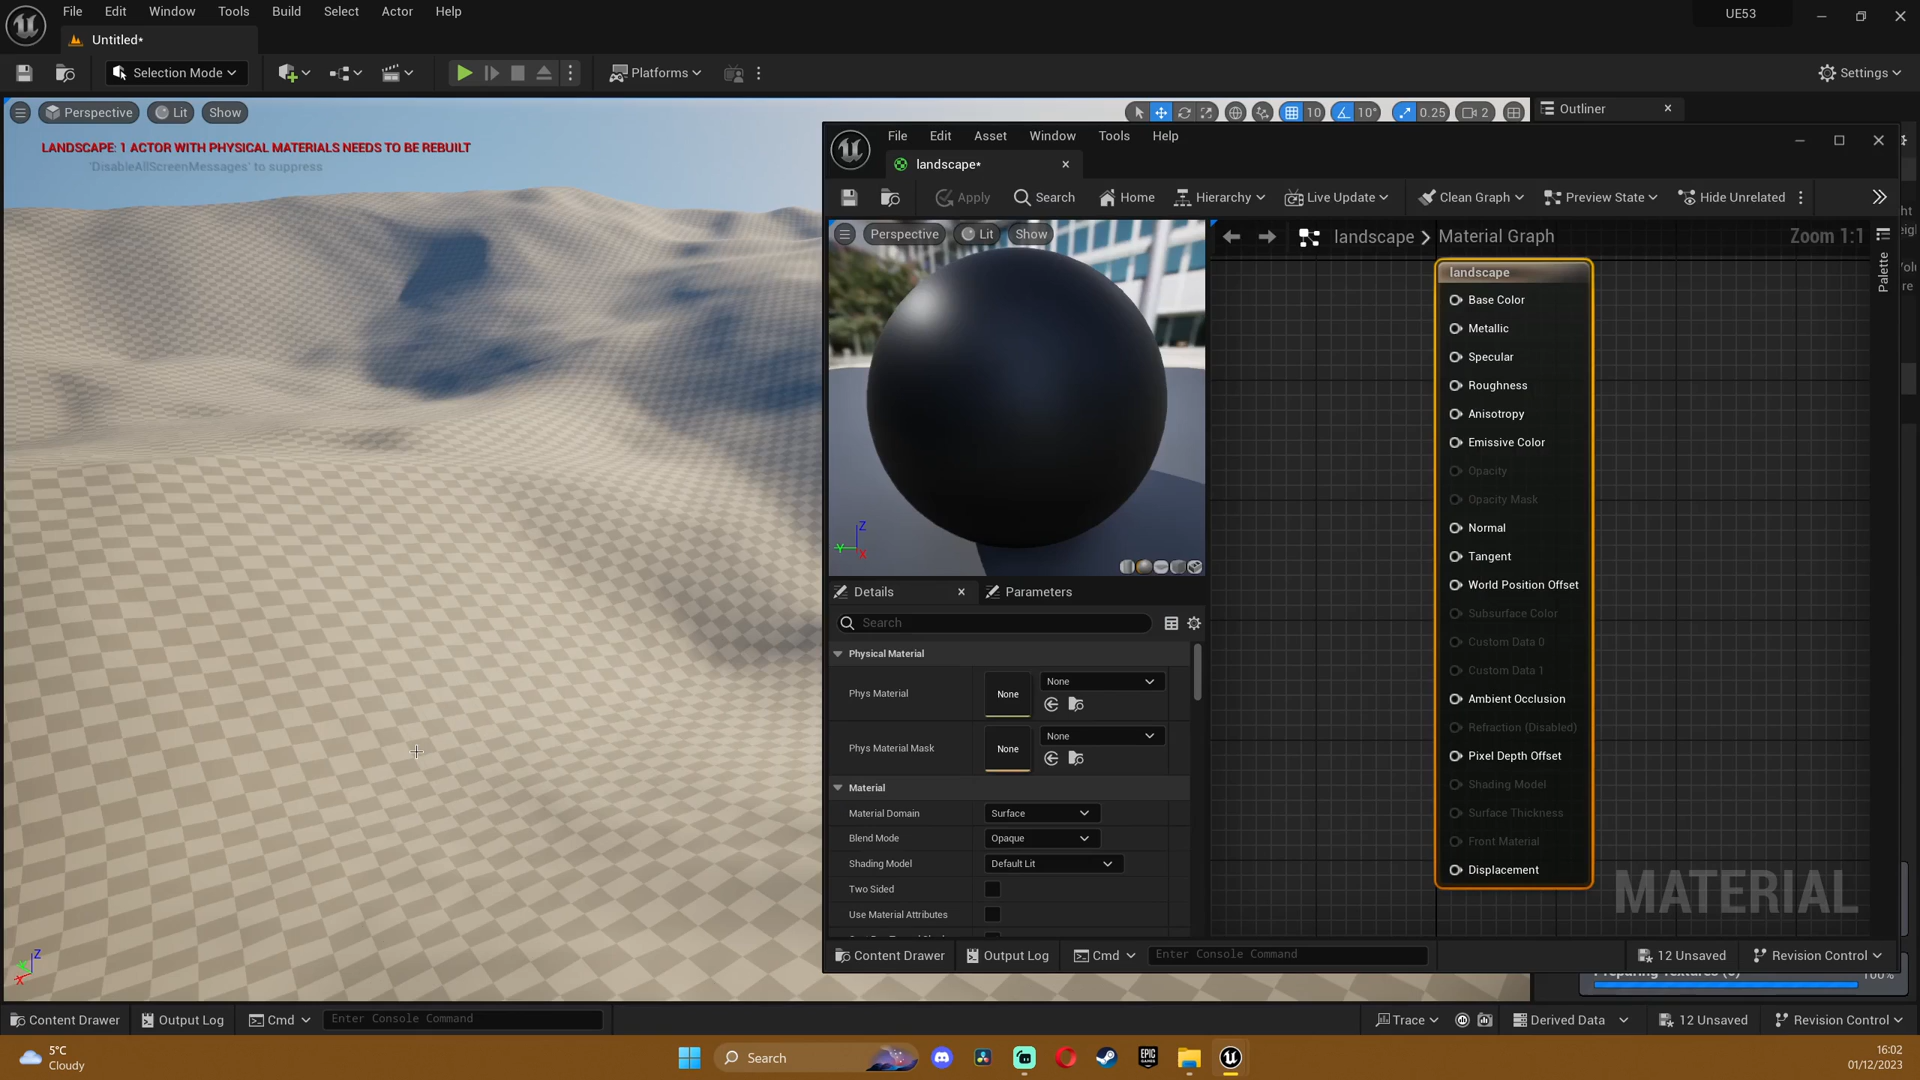 File Edit Window Tools Build Select Actor Help
UE53
Untitled*
Selection Mode
Platforms
Settings
Perspective Lit Show
10 10° 0.25 2
Outliner
LANDSCAPE: 1 ACTOR WITH PHYSICAL MATERIALS NEEDS TO BE REBUILT
'DisableAllScreenMessages' to suppress
File Edit Asset Window Tools Help
landscape*
Apply Search Home Hierarchy Live Update Clean Graph Preview State Hide Unrelated
Perspective Lit Show
landscape > Material Graph
Zoom 1:1
Palette
landscape
Base Color
Metallic
Specular
Roughness
Anisotropy
Emissive Color
Opacity
Opacity Mask
Normal
Tangent
World Position Offset
Subsurface Color
Custom Data 0
Custom Data 1
Ambient Occlusion
Refraction (Disabled)
Pixel Depth Offset
Shading Model
Surface Thickness
Front Material
Displacement
MATERIAL
Z
Y
X
Details
Parameters
Search
Physical Material
Phys Material
None
None
Phys Material Mask
None
None
Material
Material Domain Surface
Blend Mode Opaque
Shading Model Default Lit
Two Sided
Use Material Attributes
Content Drawer Output Log Cmd Enter Console Command
12 Unsaved Revision Control
100%
Z
X
Content Drawer Output Log Cmd Enter Console Command
Trace Derived Data 12 Unsaved Revision Control
5°C
Cloudy
Search
EPIC
GAMES
16:02
01/12/2023